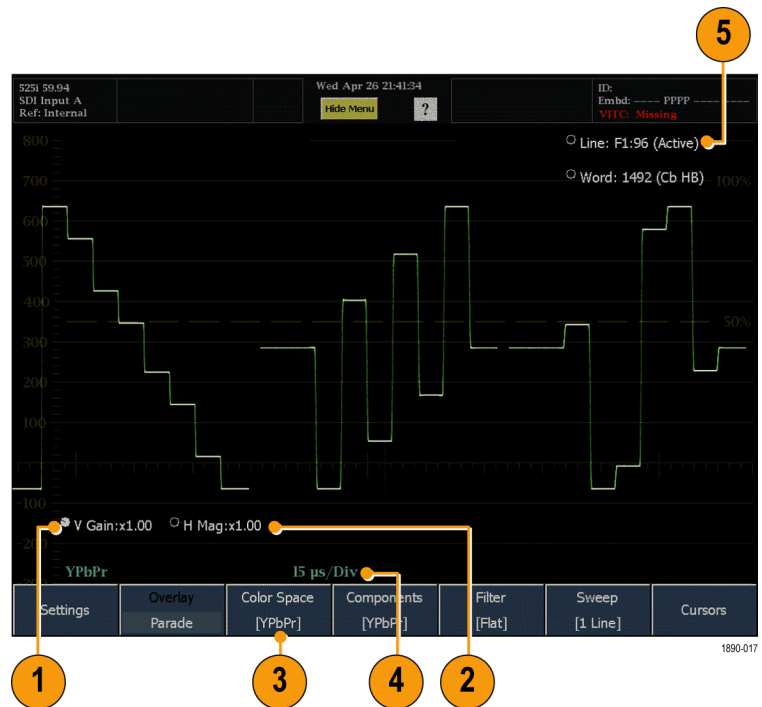 5
525i 59.94
SDI Input A
Ref: Internal
Wed Apr 26 21:41:34
Hide Menu
?
ID:
Embd: ---- PPPP ---- ----
VITC: Missing
800
Line: F1:96 (Active)
700
Word: 1492 (Cb HB)
100%
600
500
400
50%
300
200
100
-100
V Gain:x1.00
H Mag:x1.00
-200
YPbPr
15 µs/Div
Settings
Overlay
Parade
Color Space
[YPbPr]
Components
[YPbPr]
Filter
[Flat]
Sweep
[1 Line]
Cursors
1890-017
1
3
4
2